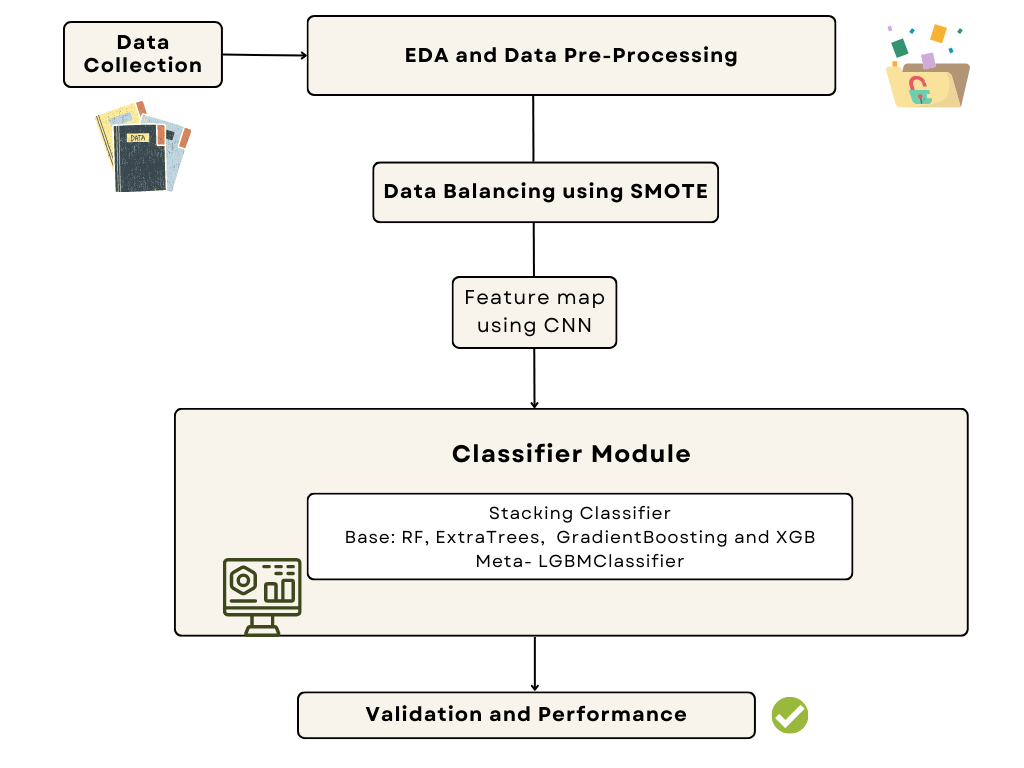 Data
Collection
EDA and Data Pre-Processing
DATA
Data Balancing using SMOTE
Feature map
using CNN
Classifier Module
Stacking Classifier
Base: RF, ExtraTrees,  GradientBoosting and XGB
Meta- LGBMClassifier
Validation and Performance